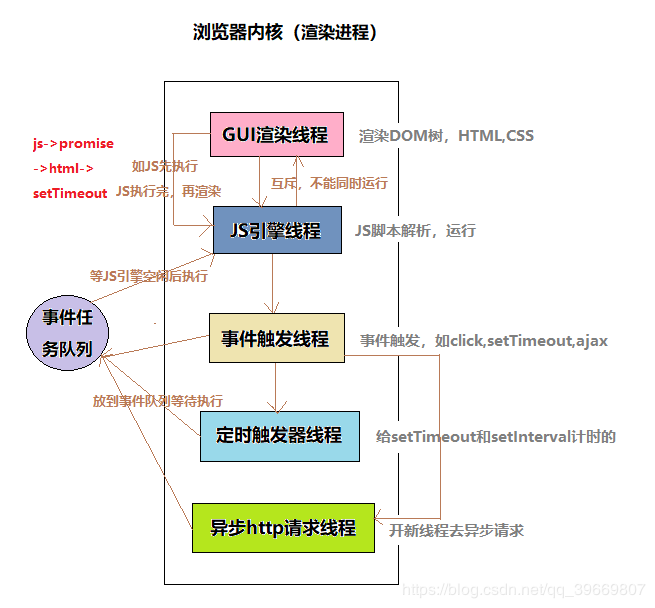 浏览器内核（渲染进程）
js->promise
->html->
setTimeout
GUI渲染线程
渲染DOM树，HTML,CSS
如JS先执行
JS执行完，再渲染
互斥，不能同时运行
JS引擎线程
JS脚本解析，运行
等JS引擎空闲后执行
事件任
务队列
事件触发线程
事件触发，如click,setTimeout,ajax
放到事件队列等待执行
定时触发器线程
给setTimeout和setInterval计时的
异步http请求线程
开新线程去异步请求
https://blog.csdn.net/qq_39669807